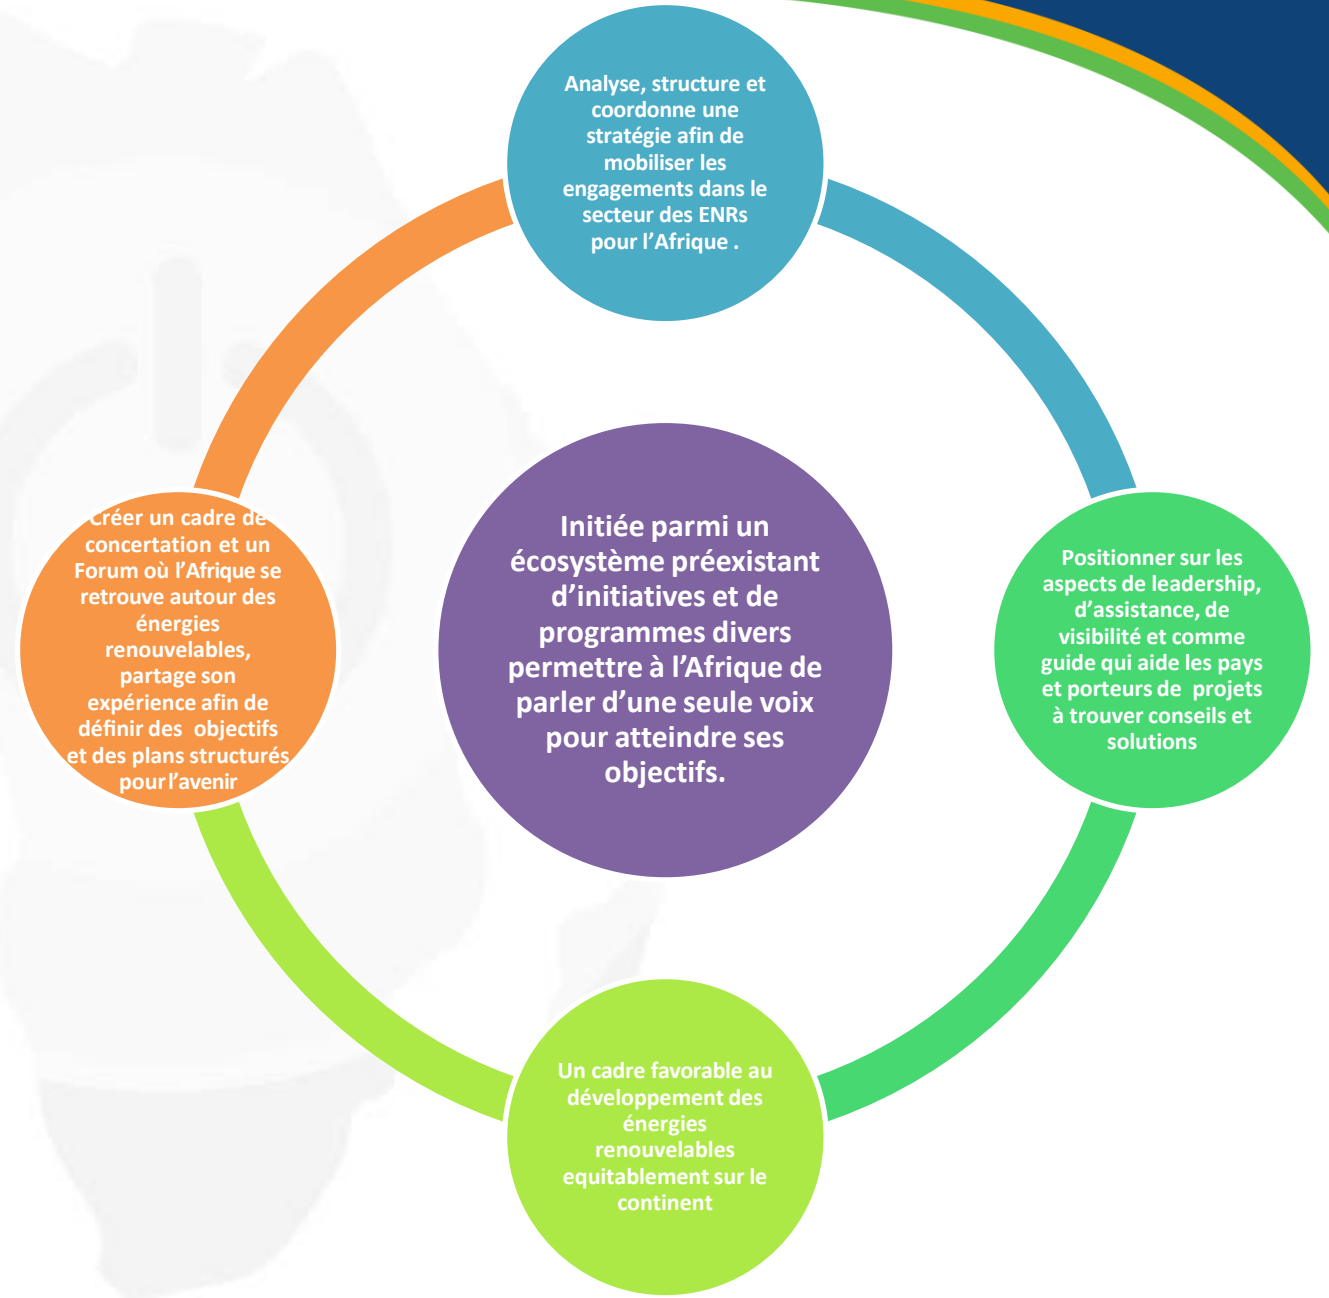 Analyse, structure et
coordonne une
stratégie afin de
mobiliser les
engagements dans le
secteur des ENRs
pour l’Afrique .
Créer un cadre de
concertation et un
Forum où l’Afrique se
retrouve autour des
énergies
renouvelables,
partage son
expérience afin de
définir des objectifs
et des plans structurés
pour l’avenir
Initiée parmi un
écosystème préexistant
d’initiatives et de
programmes divers
permettre à l’Afrique de
parler d’une seule voix
pour atteindre ses
objectifs.
Positionner sur les
aspects de leadership,
d’assistance, de
visibilité et comme
guide qui aide les pays
et porteurs de projets
à trouver conseils et
solutions
Un cadre favorable au
développement des
énergies
renouvelables
equitablement sur le
continent